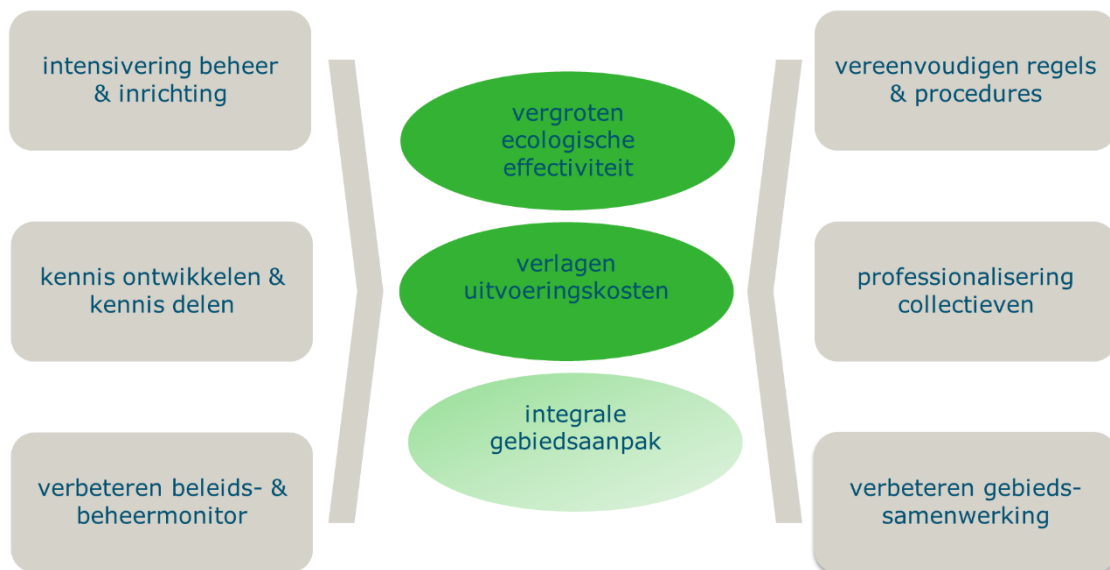 intensivering beheer
& inrichting
kennis ontwikkelen &
kennis delen
verbeteren beleids- &
beheermonitor
vergroten
ecologische
effectiviteit
verlagen
uitvoeringskosten
integrale
gebiedsaanpak
vereenvoudigen regels
& procedures
professionalisering
collectieven
verbeteren gebieds-
samenwerking